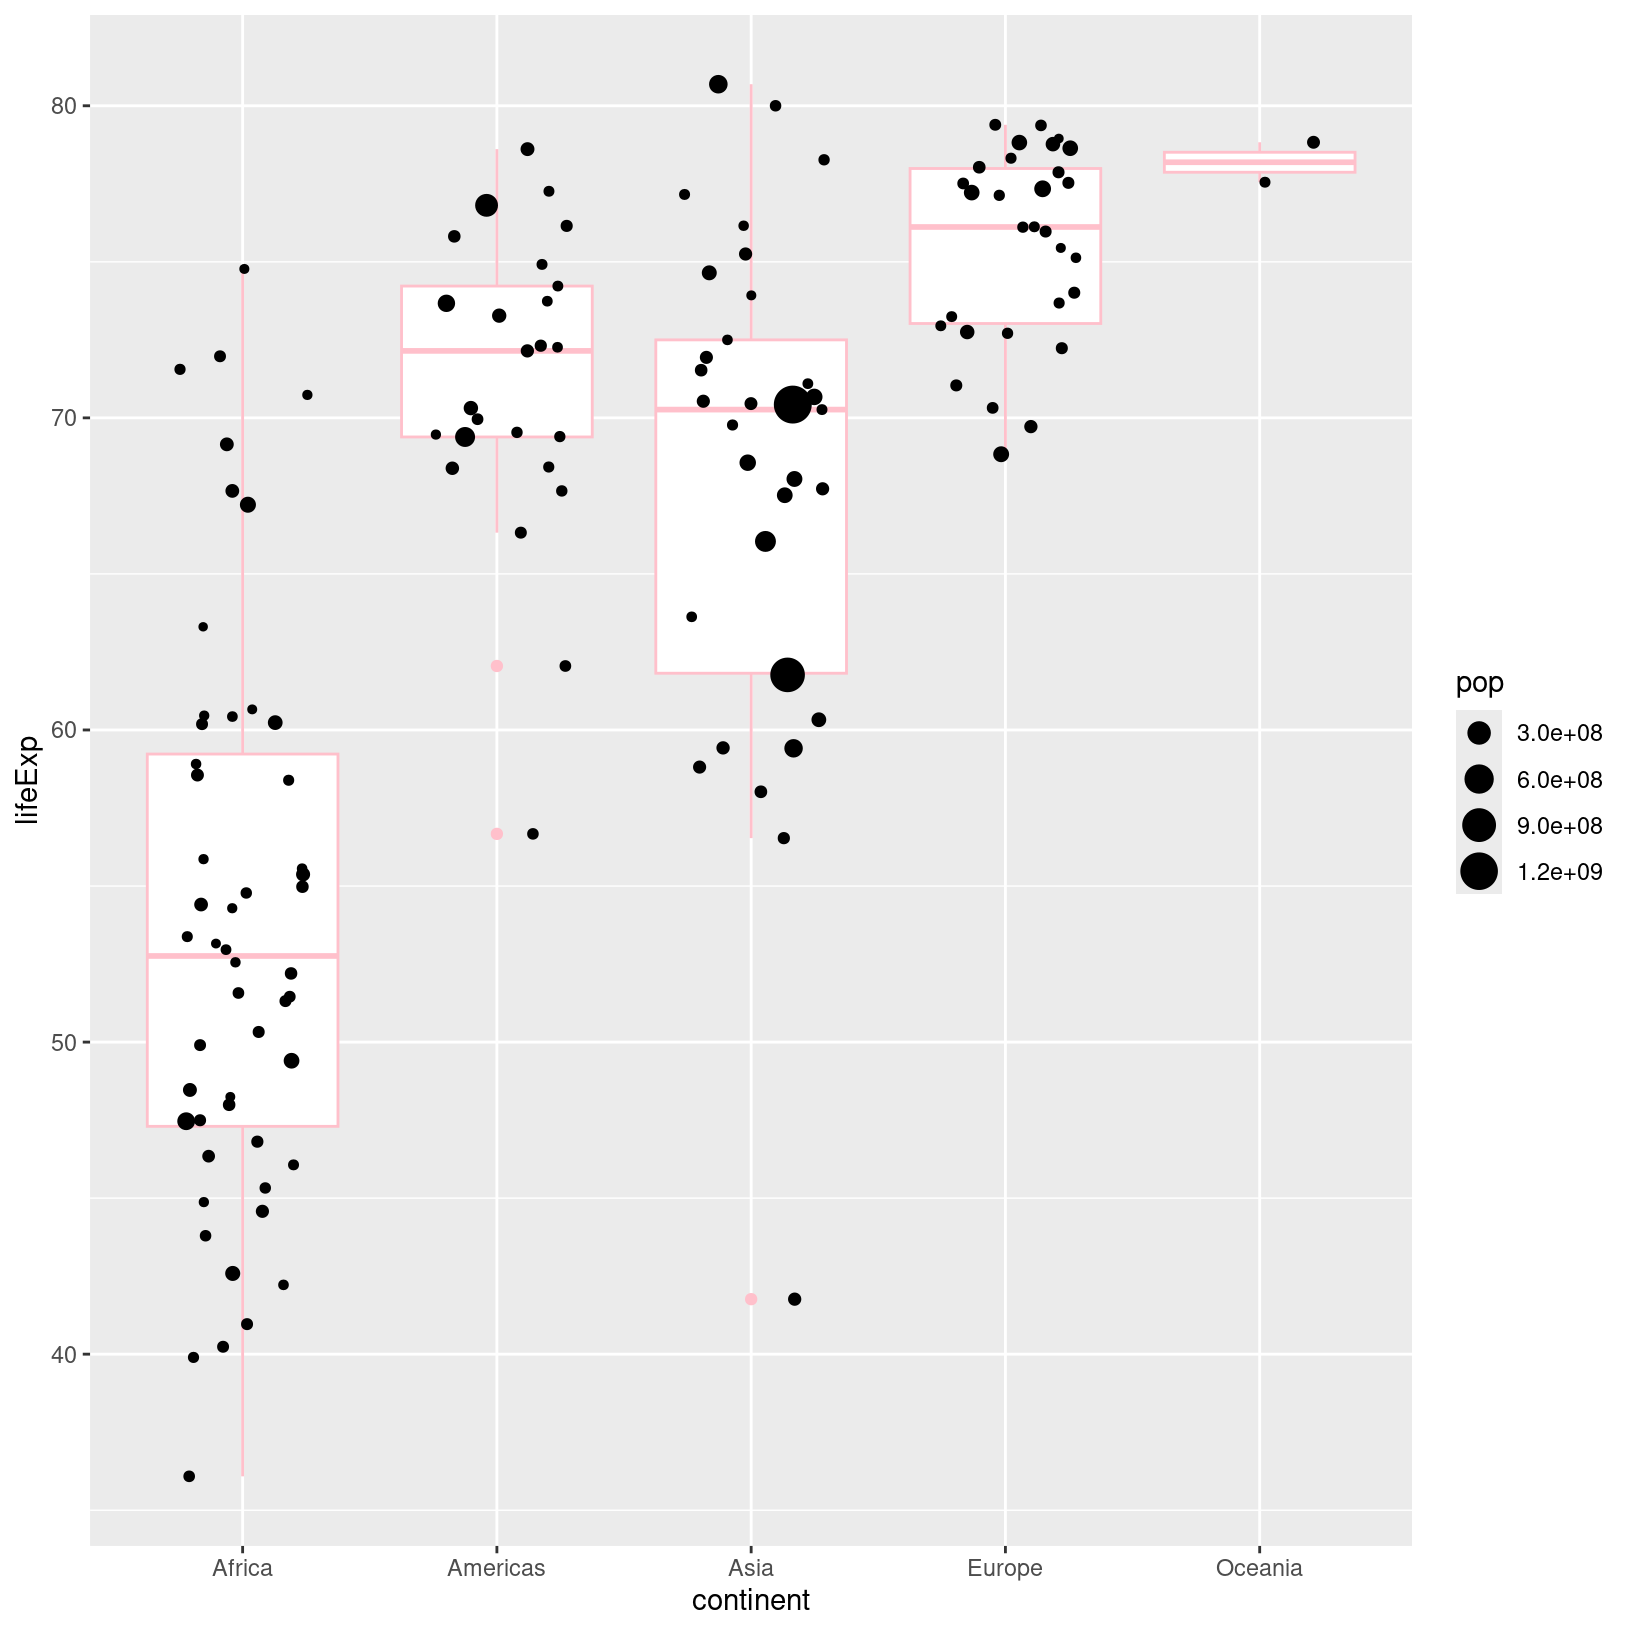 80
70
60
50
40
lifeExp
Africa
Americas
Asia
Europe
Oceania
continent
pop
3.0e+08
6.0e+08
9.0e+08
1.2e+09